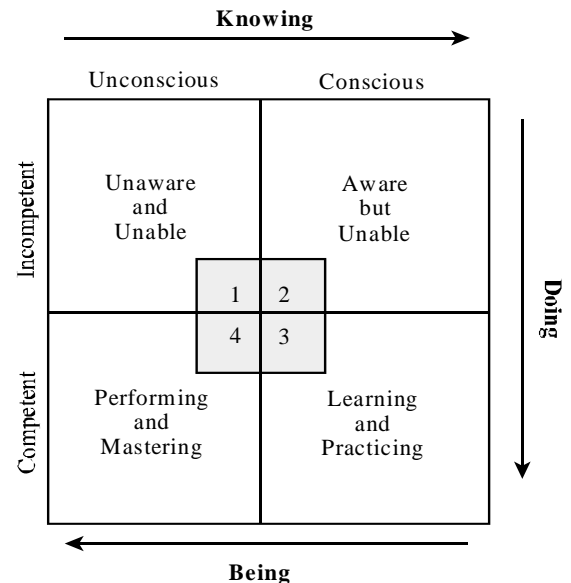 Knowing
Unconscious Conscious
Incompetent
Unaware
and
Unable
Aware
but
Unable
1 2
Doing
4 3
Competent
Performing
and
Mastering
Learning
and
Practicing
Being